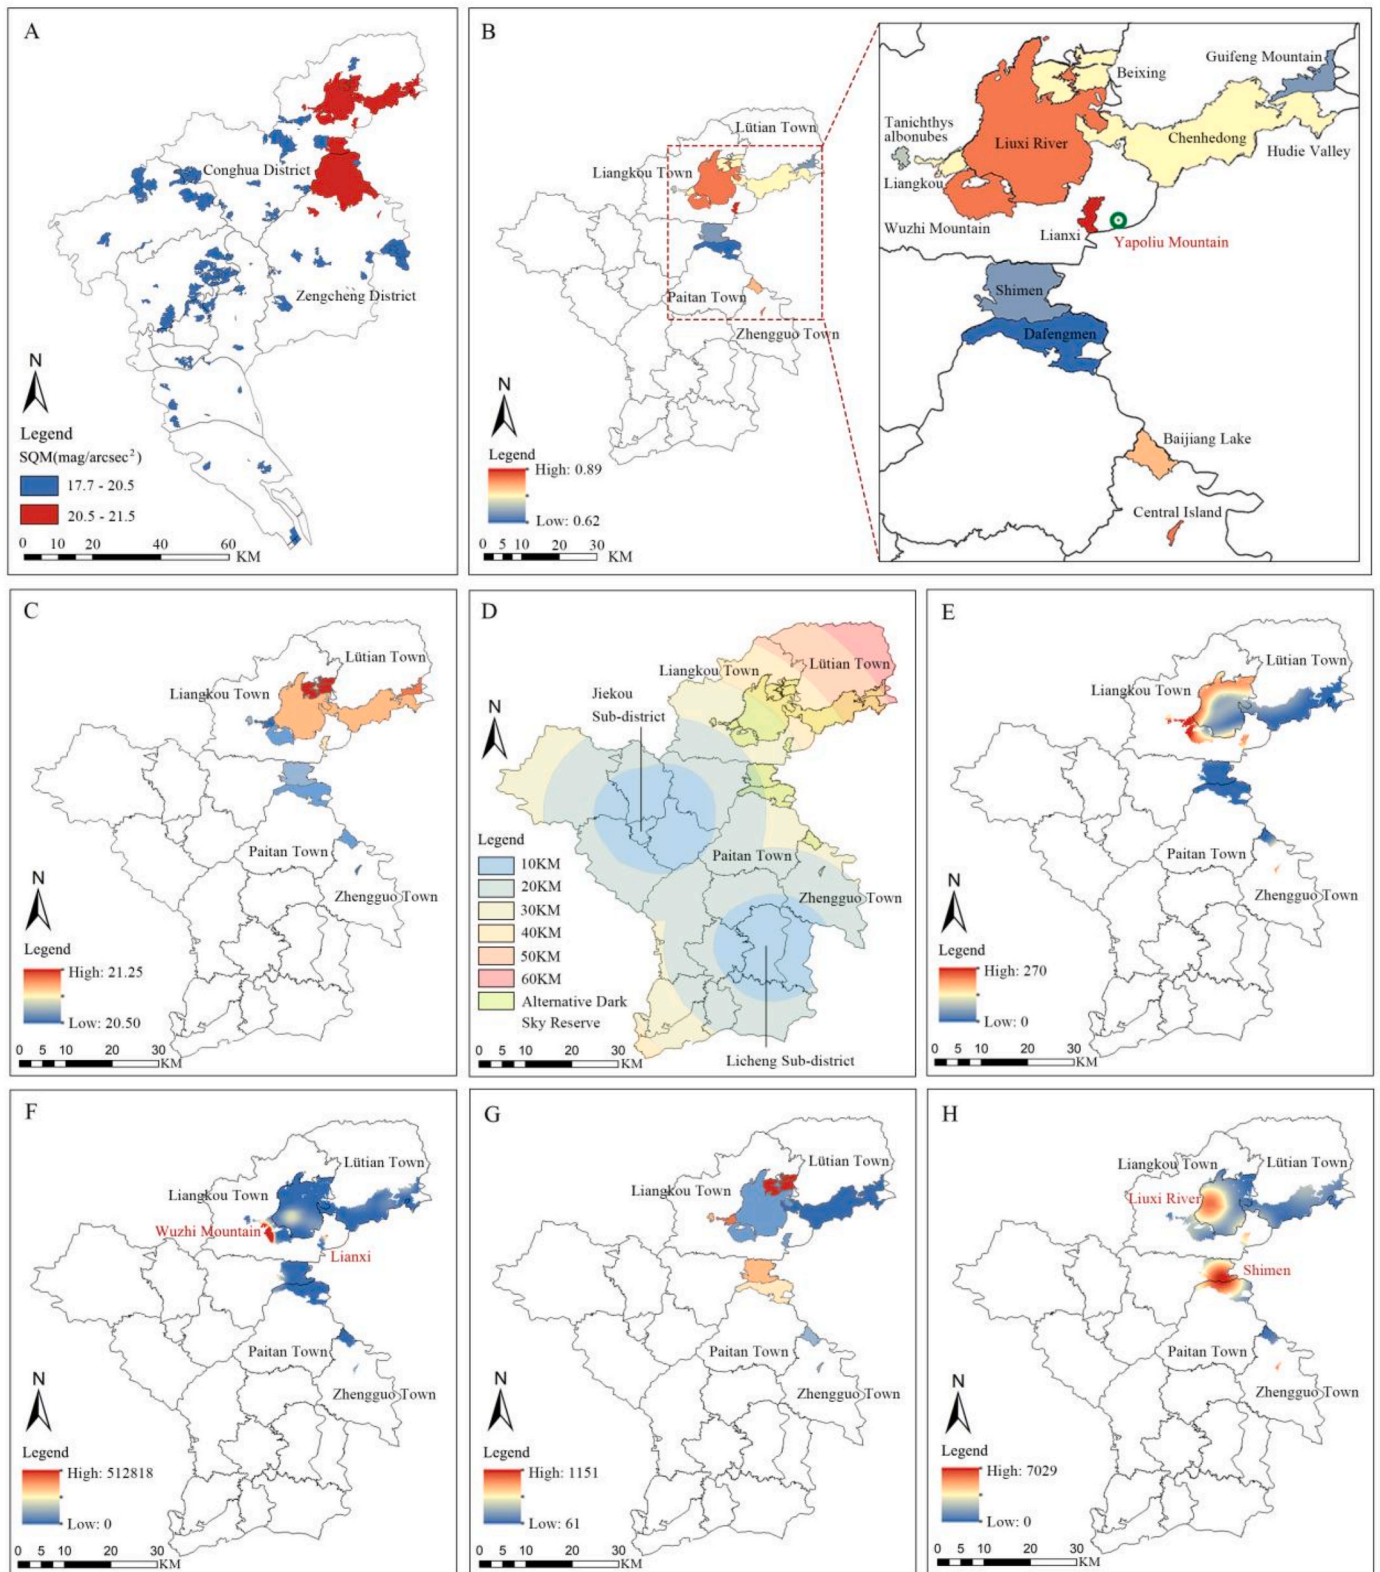 A
Conghua District
Zengcheng District
N
Legend
SQM(mag/arcsec²)
17.7 - 20.5
20.5 - 21.5
0 10 20 40 60 KM
B
Lütian Town
Liangkou Town
Paitan Town
Zhengguo Town
N
Legend
High: 0.89
Low: 0.62
0 5 10 20 30 KM
Guifeng Mountain
Beixing
Tanichthys
albonubes
Liuxi River
Chenhedong
Hudie Valley
Liangkou
Wuzhi Mountain
Lianxi
Yapoliu Mountain
Shimen
Dafengmen
Baijiang Lake
Central Island
C
Lütian Town
Liangkou Town
Paitan Town
Zhengguo Town
N
Legend
High: 21.25
Low: 20.50
0 5 10 20 30 KM
D
Liangkou Town
Lütian Town
Jiekou
Sub-district
N
Legend
10KM
20KM
30KM
40KM
50KM
60KM
Alternative Dark
Sky Reserve
Paitan Town
Zhengguo Town
Licheng Sub-district
0 5 10 20 30 KM
E
Lütian Town
Liangkou Town
Paitan Town
Zhengguo Town
N
Legend
High: 270
Low: 0
0 5 10 20 30 KM
F
Lütian Town
Liangkou Town
Wuzhi Mountain
Lianxi
Paitan Town
Zhengguo Town
N
Legend
High: 512818
Low: 0
0 5 10 20 30 KM
G
Lütian Town
Liangkou Town
Paitan Town
Zhengguo Town
N
Legend
High: 1151
Low: 61
0 5 10 20 30 KM
H
Liangkou Town
Lütian Town
Liuxi River
Shimen
Paitan Town
Zhengguo Town
N
Legend
High: 7029
Low: 0
0 5 10 20 30 KM